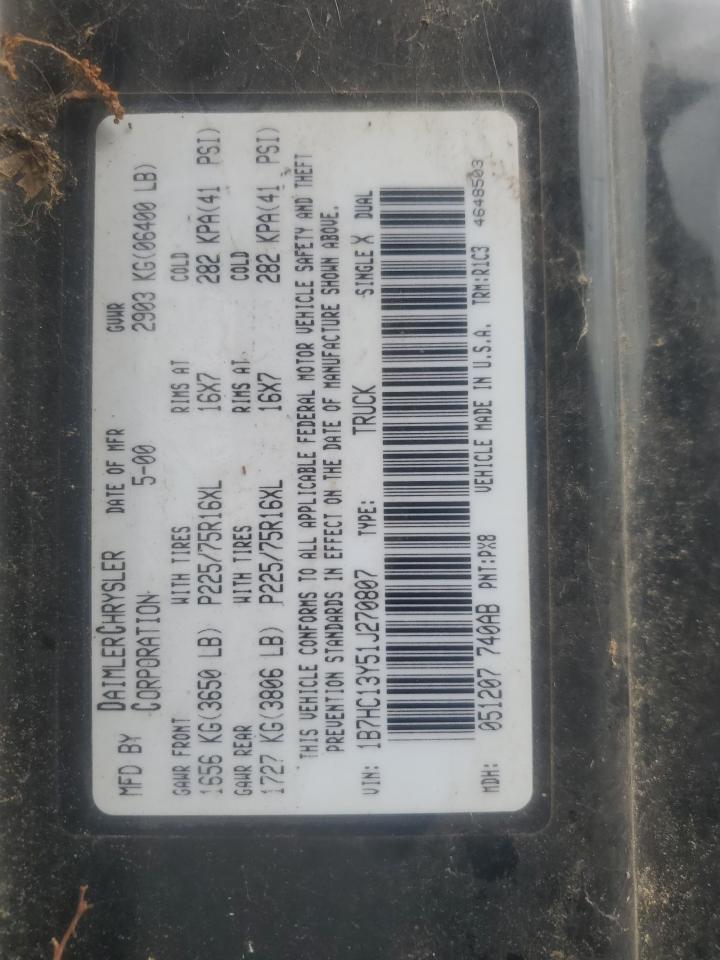 MFD BY DAIMLERCHRYSLER CORPORATION
DATE OF MFR 5-00
GVWR 2903 KG(06400 LB)
GAWR FRONT WITH TIRES RIMS AT COLD
1656 KG(3650 LB) P225/75R16XL 16X7 282 KPA(41 PSI)
GAWR REAR WITH TIRES RIMS AT COLD
1727 KG(3806 LB) P225/75R16XL 16X7 282 KPA(41 PSI)
THIS VEHICLE CONFORMS TO ALL APPLICABLE FEDERAL MOTOR VEHICLE SAFETY AND THEFT
PREVENTION STANDARDS IN EFFECT ON THE DATE OF MANUFACTURE SHOWN ABOVE.
VIN: 1B7HC13Y51J270807 TYPE: TRUCK SINGLE X DUAL
MDH: 051207 740AB PNT:PX8 VEHICLE MADE IN U.S.A. TRM:R1C3 4648503